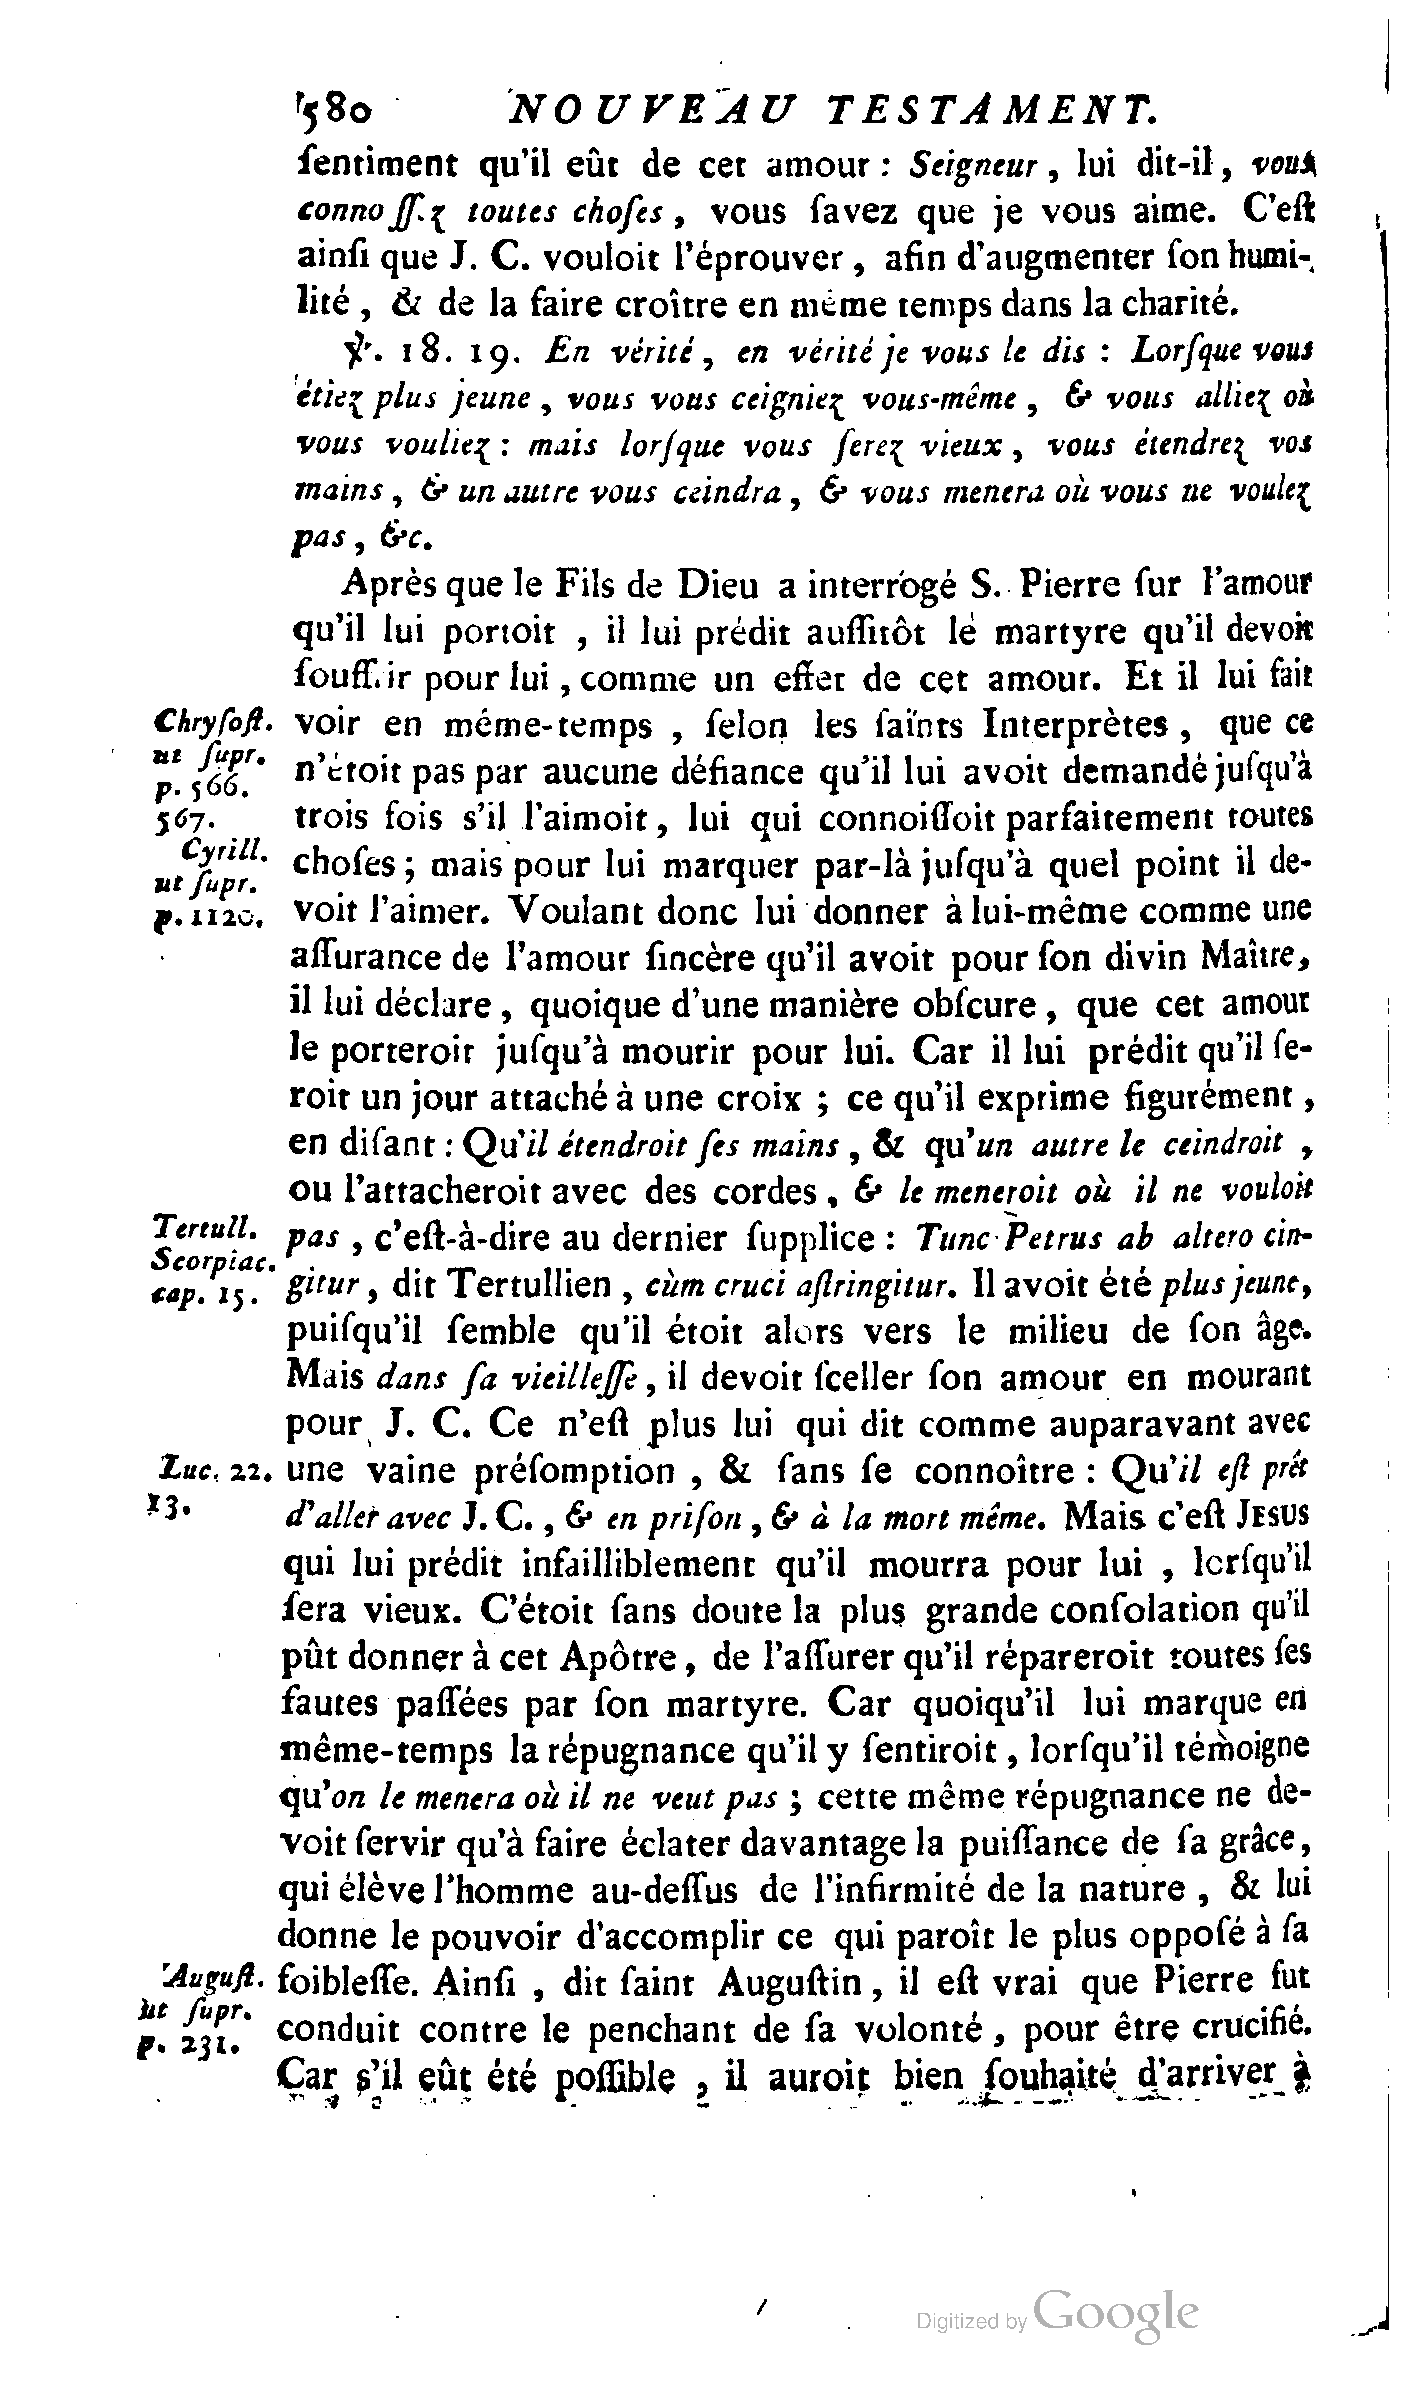 580 NOUVEAU TESTAMENT.
ſentiment qu'il eût de cet amour : Seigneur, lui dit-il, vous
connoſſez toutes choſes, vous ſavez que je vous aime. C'eſt
ainſi que J. C. vouloit l'éprouver, afin d'augmenter ſon humi-
lité, & de la faire croître en même temps dans la charité.
℣. 18. 19. En vérité, en vérité je vous le dis : Lorſque vous
étiez plus jeune, vous vous ceigniez vous-même, & vous alliez où
vous vouliez : mais lorſque vous ſerez vieux, vous étendrez vos
mains, & un autre vous ceindra, & vous menera où vous ne voulez
pas, &c.
Après que le Fils de Dieu a interrogé S. Pierre ſur l'amour
qu'il lui portoit, il lui prédit auſſitôt le martyre qu'il devoit
ſouff.ir pour lui, comme un effet de cet amour. Et il lui fait
Chryſoſt. voir en même-temps, ſelon les ſaints Interprètes, que ce
ut ſupr.
p. 566. n'étoit pas par aucune défiance qu'il lui avoit demandé juſqu'à
567. trois fois s'il l'aimoit, lui qui connoiſſoit parfaitement toutes
Cyrill. choſes ; mais pour lui marquer par-là juſqu'à quel point il de-
ut ſupr.
p. 1120. voit l'aimer. Voulant donc lui donner à lui-même comme une
aſſurance de l'amour ſincère qu'il avoit pour ſon divin Maître,
il lui déclare, quoique d'une manière obſcure, que cet amour
le porteroit juſqu'à mourir pour lui. Car il lui prédit qu'il ſe-
roit un jour attaché à une croix ; ce qu'il exprime figurément,
en diſant : Qu'il étendroit ſes mains, & qu'un autre le ceindroit,
ou l'attacheroit avec des cordes, & le meneroit où il ne vouloit
Tertull. pas, c'eſt-à-dire au dernier ſupplice : Tunc Petrus ab altero cin-
Scorpiac.
cap. 15. gitur, dit Tertullien, cùm cruci aſtringitur. Il avoit été plus jeune,
puiſqu'il ſemble qu'il étoit alors vers le milieu de ſon âge.
Mais dans ſa vieilleſſe, il devoit ſceller ſon amour en mourant
pour J. C. Ce n'eſt plus lui qui dit comme auparavant avec
Luc. 22. une vaine préſomption, & ſans ſe connoître : Qu'il eſt prêt
13. d'aller avec J. C., & en priſon, & à la mort même. Mais c'eſt JESUS
qui lui prédit infailliblement qu'il mourra pour lui, lorſqu'il
ſera vieux. C'étoit ſans doute la plus grande conſolation qu'il
pût donner à cet Apôtre, de l'aſſurer qu'il répareroit toutes ſes
fautes paſſées par ſon martyre. Car quoiqu'il lui marque en
même-temps la répugnance qu'il y ſentiroit, lorſqu'il témoigne
qu'on le menera où il ne veut pas ; cette même répugnance ne de-
voit ſervir qu'à faire éclater davantage la puiſſance de ſa grâce,
qui élève l'homme au-deſſus de l'infirmité de la nature, & lui
donne le pouvoir d'accomplir ce qui paroît le plus oppoſé à ſa
Auguſt. foibleſſe. Ainſi, dit ſaint Auguſtin, il eſt vrai que Pierre fut
ut ſupr.
p. 231. conduit contre le penchant de ſa volonté, pour être crucifié.
Car s'il eût été poſſible, il auroit bien ſouhaité d'arriver à
Digitized by Google